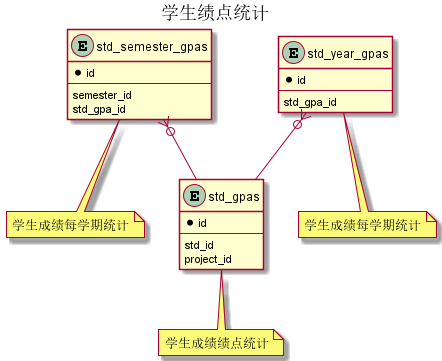 学生绩点统计
E std_semester_gpas
id
semester_id
std_gpa_id
E std_year_gpas
id
std_gpa_id
学生成绩每学期统计
学生成绩每学期统计
E std_gpas
id
std_id
project_id
学生成绩绩点统计